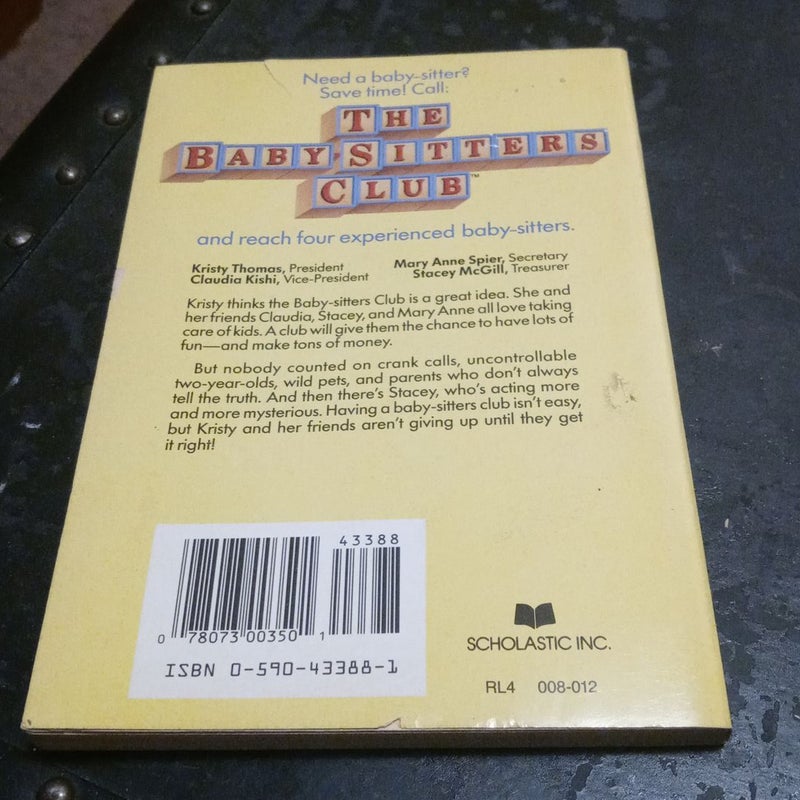 Need a baby-sitter?
Save time! Call:
THE
BABY-SITTERS
CLUB™
and reach four experienced baby-sitters.
Kristy Thomas, President
Claudia Kishi, Vice-President
Mary Anne Spier, Secretary
Stacey McGill, Treasurer
Kristy thinks the Baby-sitters Club is a great idea. She and
her friends Claudia, Stacey, and Mary Anne all love taking
care of kids. A club will give them the chance to have lots of
fun—and make tons of money.
But nobody counted on crank calls, uncontrollable
two-year-olds, wild pets, and parents who don't always
tell the truth. And then there's Stacey, who's acting more
and more mysterious. Having a baby-sitters club isn't easy,
but Kristy and her friends aren't giving up until they get
it right!
43388
0 78073 00350 1
ISBN 0-590-43388-1
SCHOLASTIC INC.
RL4 008-012